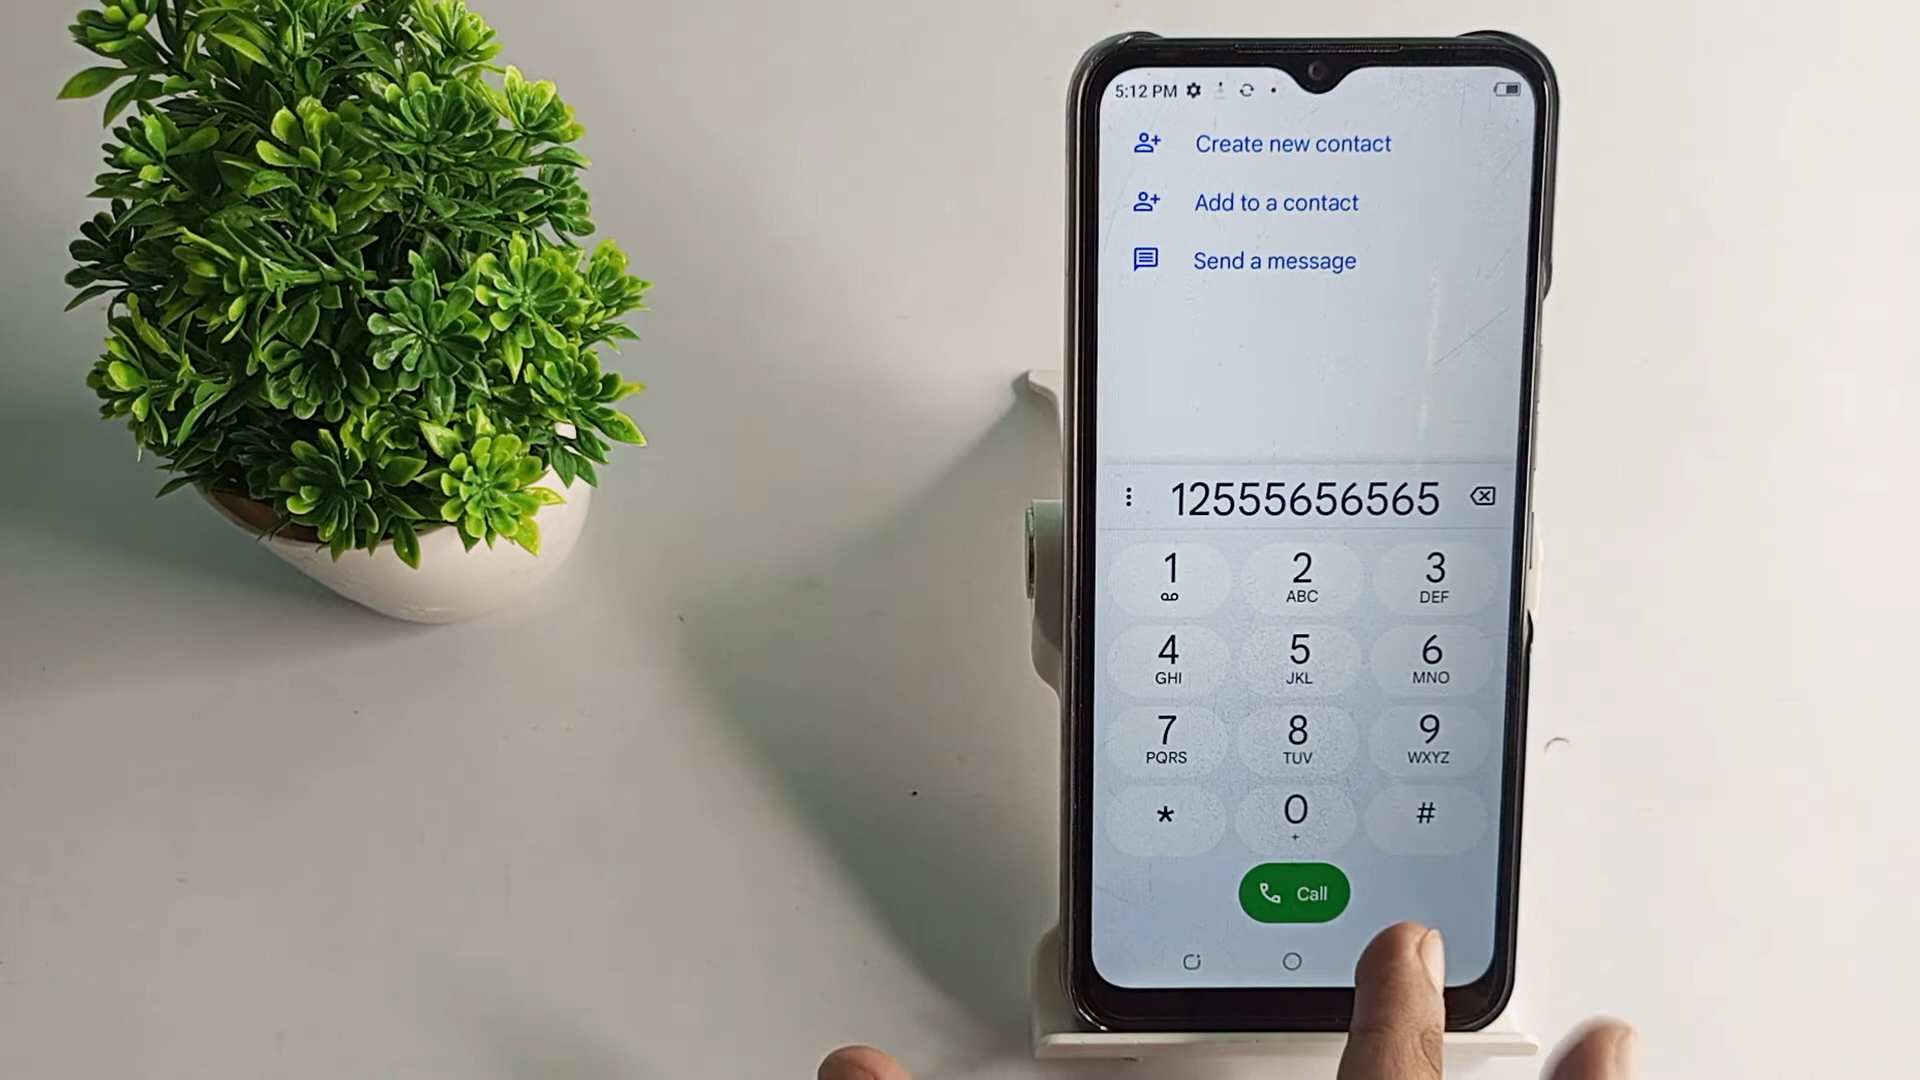 5:12 PM
Create new contact
Add to a contact
Send a message
12555656565
1 2 3
ABC DEF
4 5 6
GHI JKL MNO
7 8 9
PQRS TUV WXYZ
* 0 #
+
Call